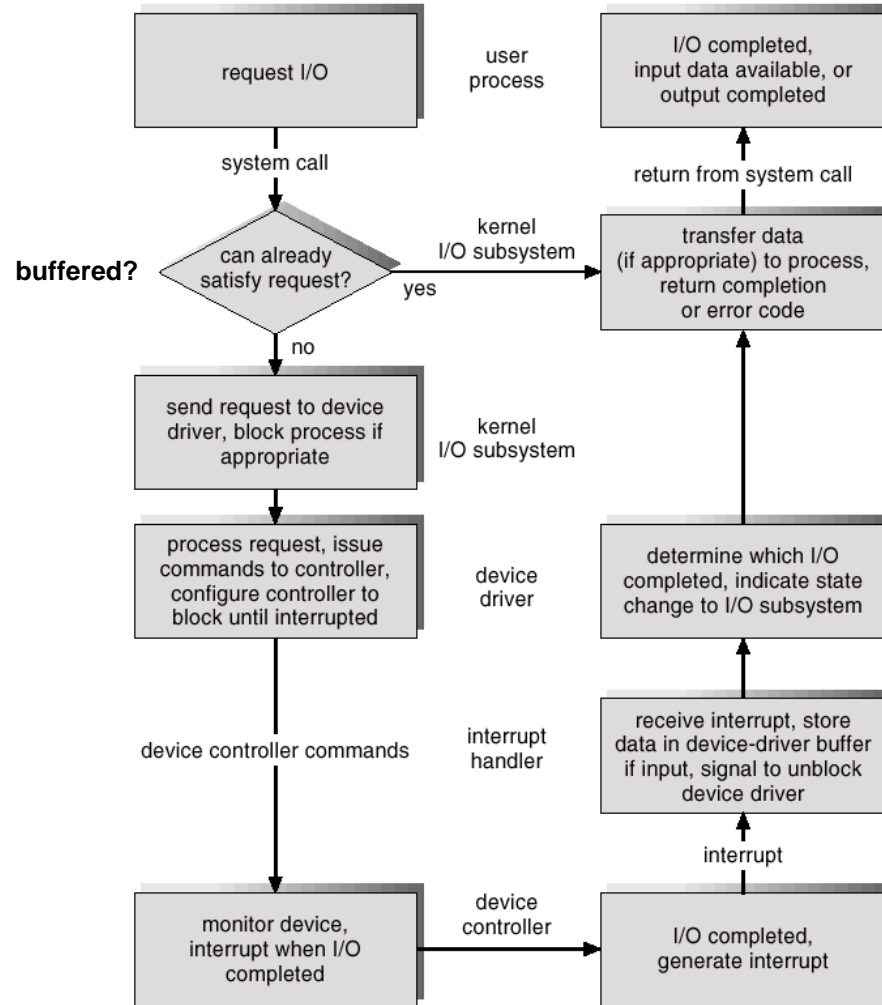 request I/O
user
process
I/O completed,
input data available, or
output completed
system call
return from system call
buffered?
can already
satisfy request?
kernel
I/O subsystem
yes
transfer data
(if appropriate) to process,
return completion
or error code
no
send request to device
driver, block process if
appropriate
kernel
I/O subsystem
process request, issue
commands to controller,
configure controller to
block until interrupted
device
driver
determine which I/O
completed, indicate state
change to I/O subsystem
device controller commands
interrupt
handler
receive interrupt, store
data in device-driver buffer
if input, signal to unblock
device driver
interrupt
monitor device,
interrupt when I/O
completed
device
controller
I/O completed,
generate interrupt